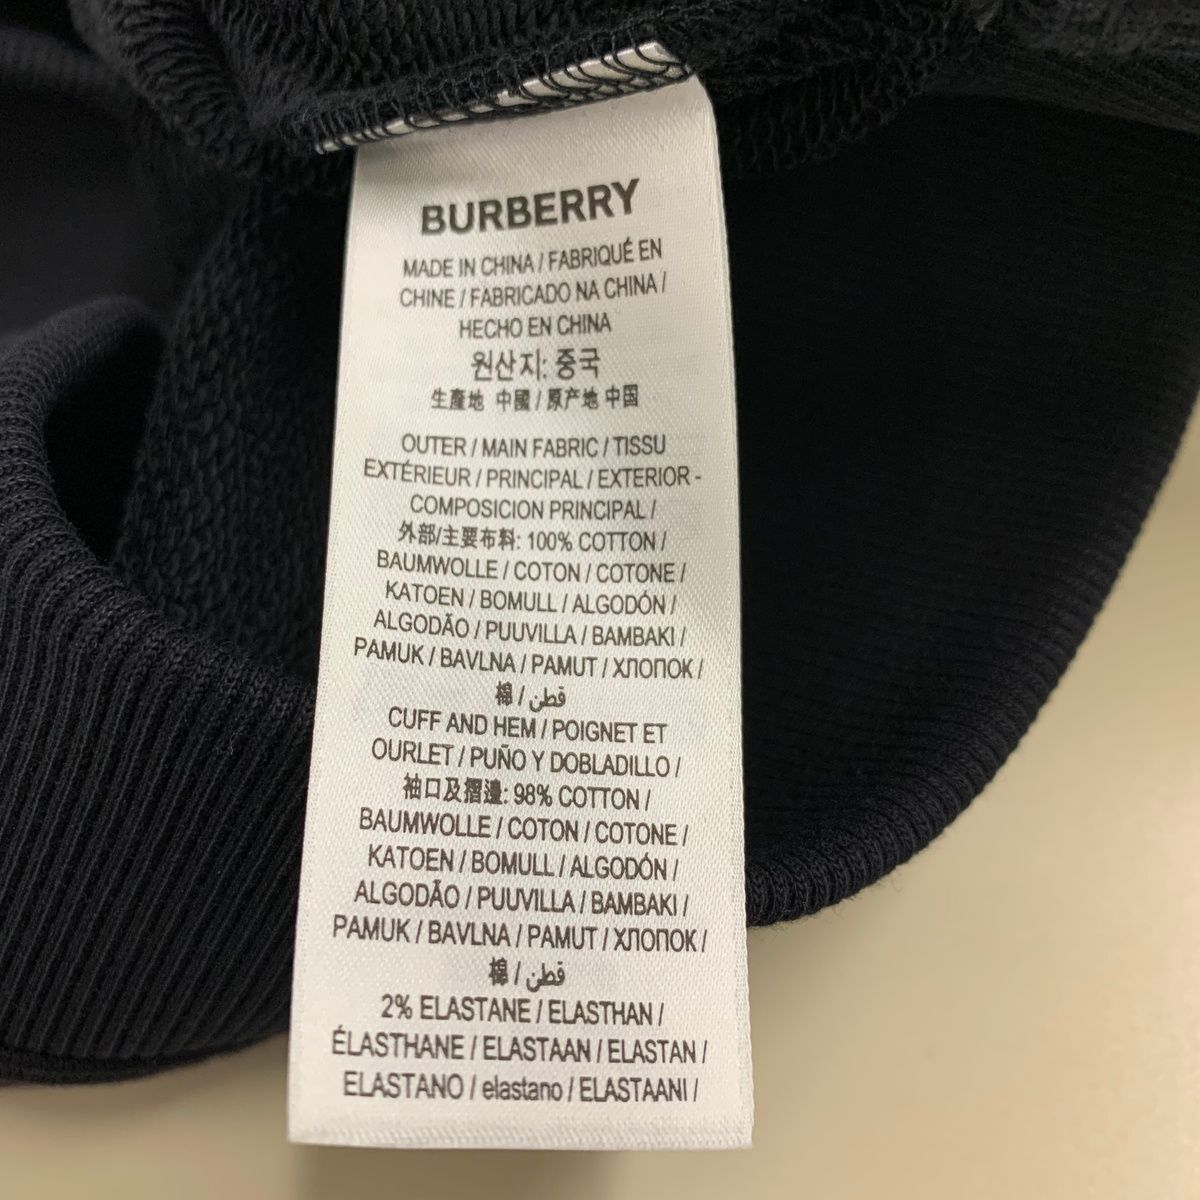 BURBERRY
MADE IN CHINA / FABRIQUÉ EN
CHINE / FABRICADO NA CHINA /
HECHO EN CHINA
원산지: 중국
生產地 中國 / 原产地 中国
OUTER / MAIN FABRIC / TISSU
EXTÉRIEUR / PRINCIPAL / EXTERIOR -
COMPOSICION PRINCIPAL /
外部/主要布料: 100% COTTON /
BAUMWOLLE / COTON / COTONE /
KATOEN / BOMULL / ALGODÓN /
ALGODÃO / PUUVILLA / BAMBAKI /
PAMUK / BAVLNA / PAMUT / ХЛОПОК /
棉 / قطن
CUFF AND HEM / POIGNET ET
OURLET / PUÑO Y DOBLADILLO /
袖口及摺邊: 98% COTTON /
BAUMWOLLE / COTON / COTONE /
KATOEN / BOMULL / ALGODÓN /
ALGODÃO / PUUVILLA / BAMBAKI /
PAMUK / BAVLNA / PAMUT / ХЛОПОК /
棉 / قطن
2% ELASTANE / ELASTHAN /
ÉLASTHANE / ELASTAAN / ELASTAN /
ELASTANO / elastano / ELASTAANI /